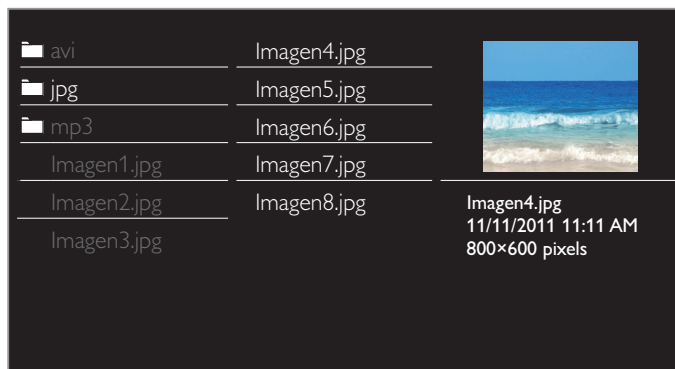 avi
jpg
mp3
Imagen1.jpg
Imagen2.jpg
Imagen3.jpg
Imagen4.jpg
Imagen5.jpg
Imagen6.jpg
Imagen7.jpg
Imagen8.jpg
Imagen4.jpg
11/11/2011 11:11 AM
800×600 pixels